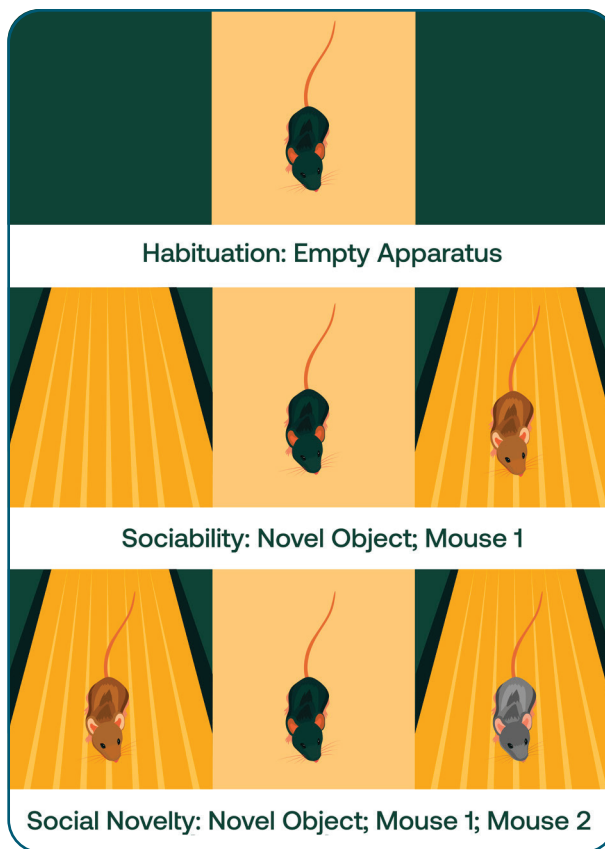 Habituation: Empty Apparatus
Sociability: Novel Object; Mouse 1
Social Novelty: Novel Object; Mouse 1; Mouse 2